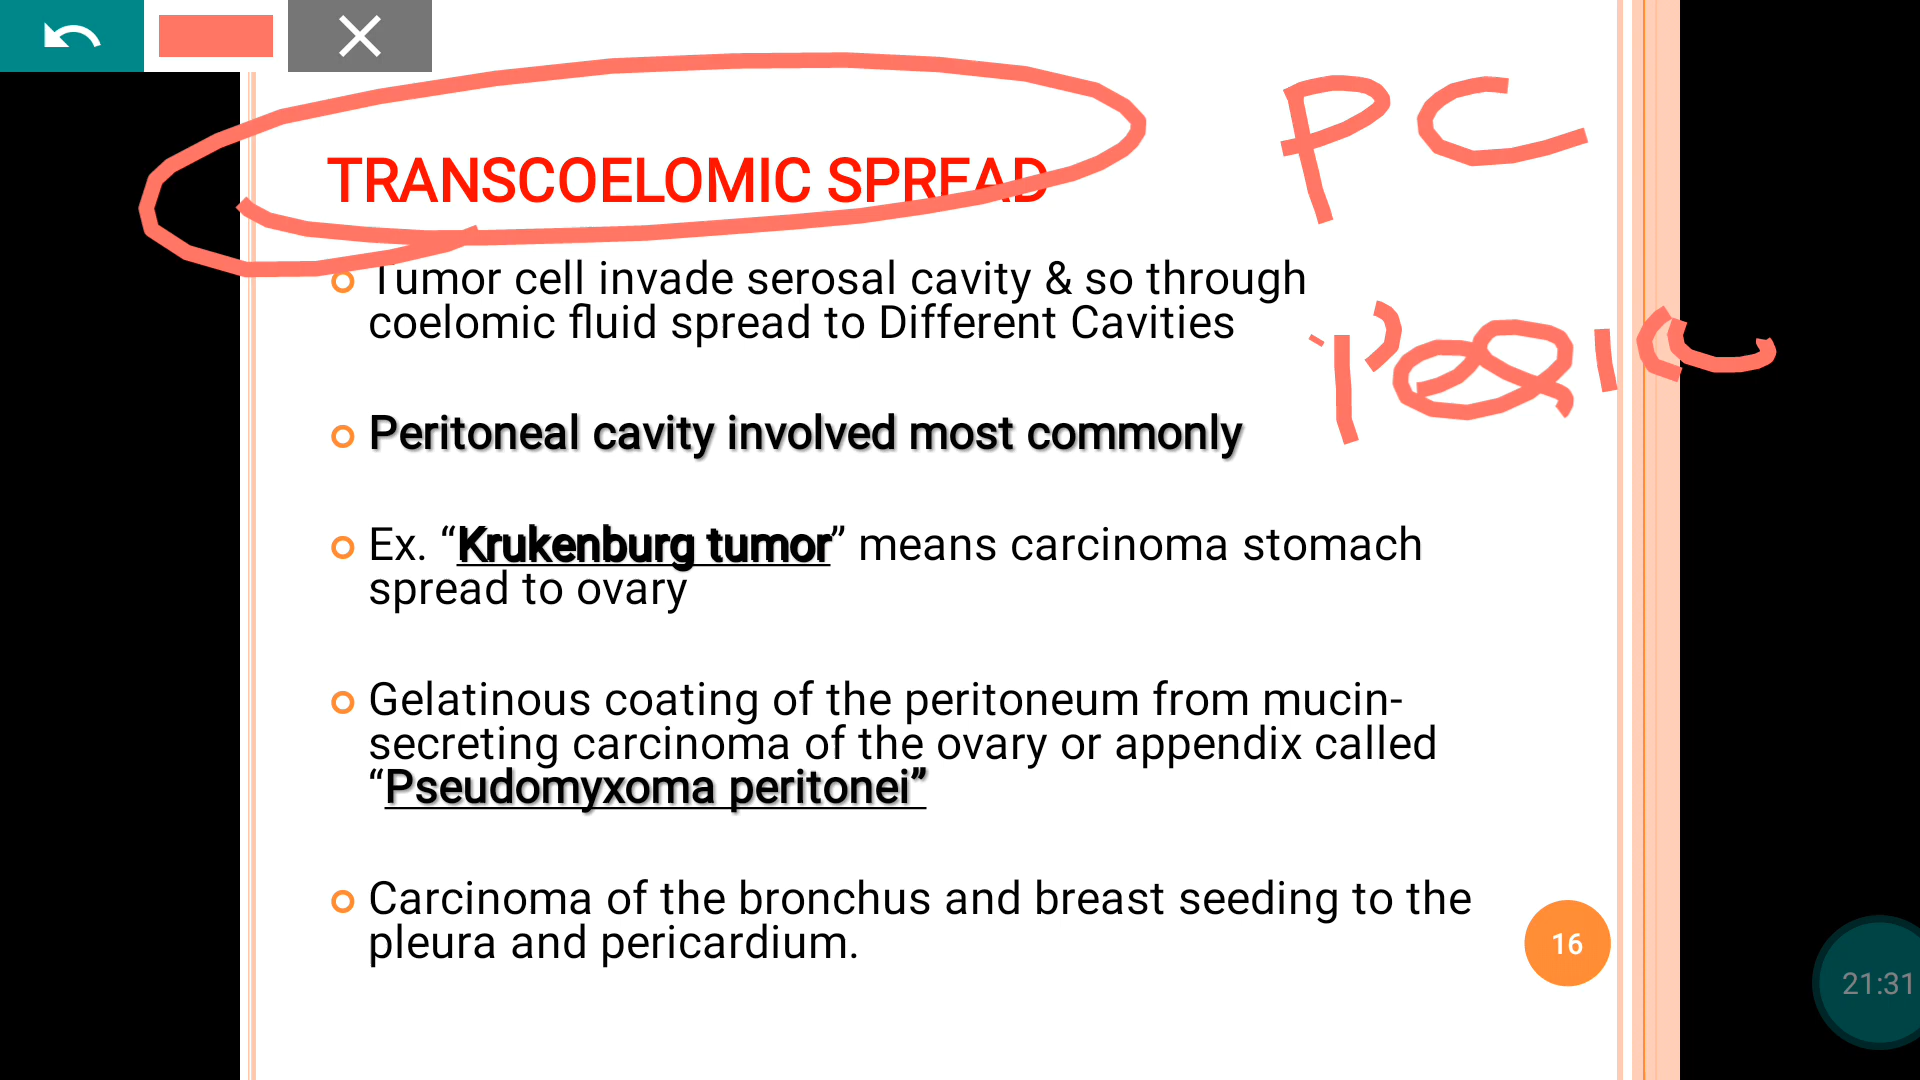 TRANSCOELOMIC SPREAD
PC
Tumor cell invade serosal cavity & so through
coelomic fluid spread to Different Cavities
Peritoneal cavity involved most commonly
Ex. “Krukenburg tumor” means carcinoma stomach
spread to ovary
Gelatinous coating of the peritoneum from mucin-
secreting carcinoma of the ovary or appendix called
“Pseudomyxoma peritonei”
Carcinoma of the bronchus and breast seeding to the
pleura and pericardium.
16
21:31